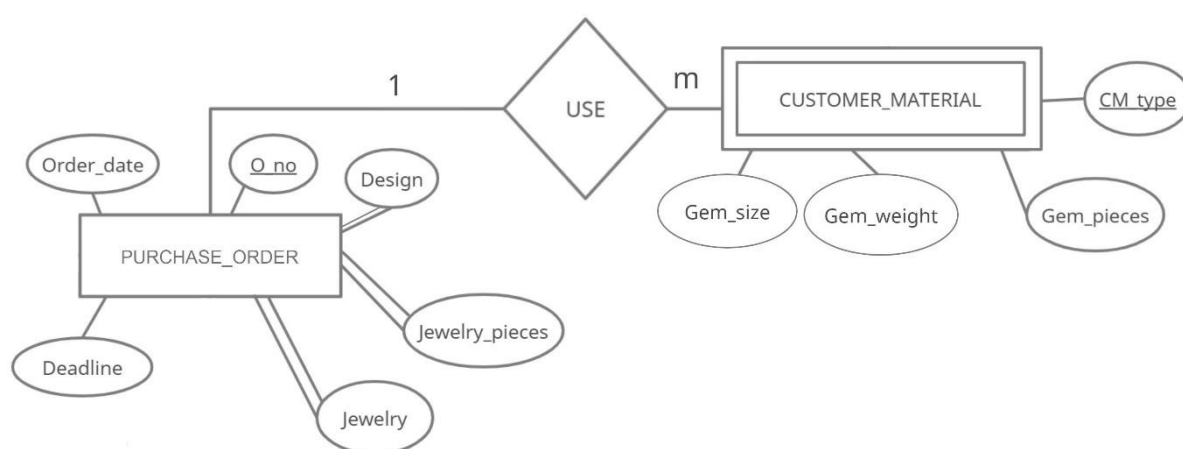 1
m
USE
CUSTOMER_MATERIAL
CM_type
Order_date
O_no
Design
Gem_size
Gem_weight
Gem_pieces
PURCHASE_ORDER
Jewelry_pieces
Deadline
Jewelry